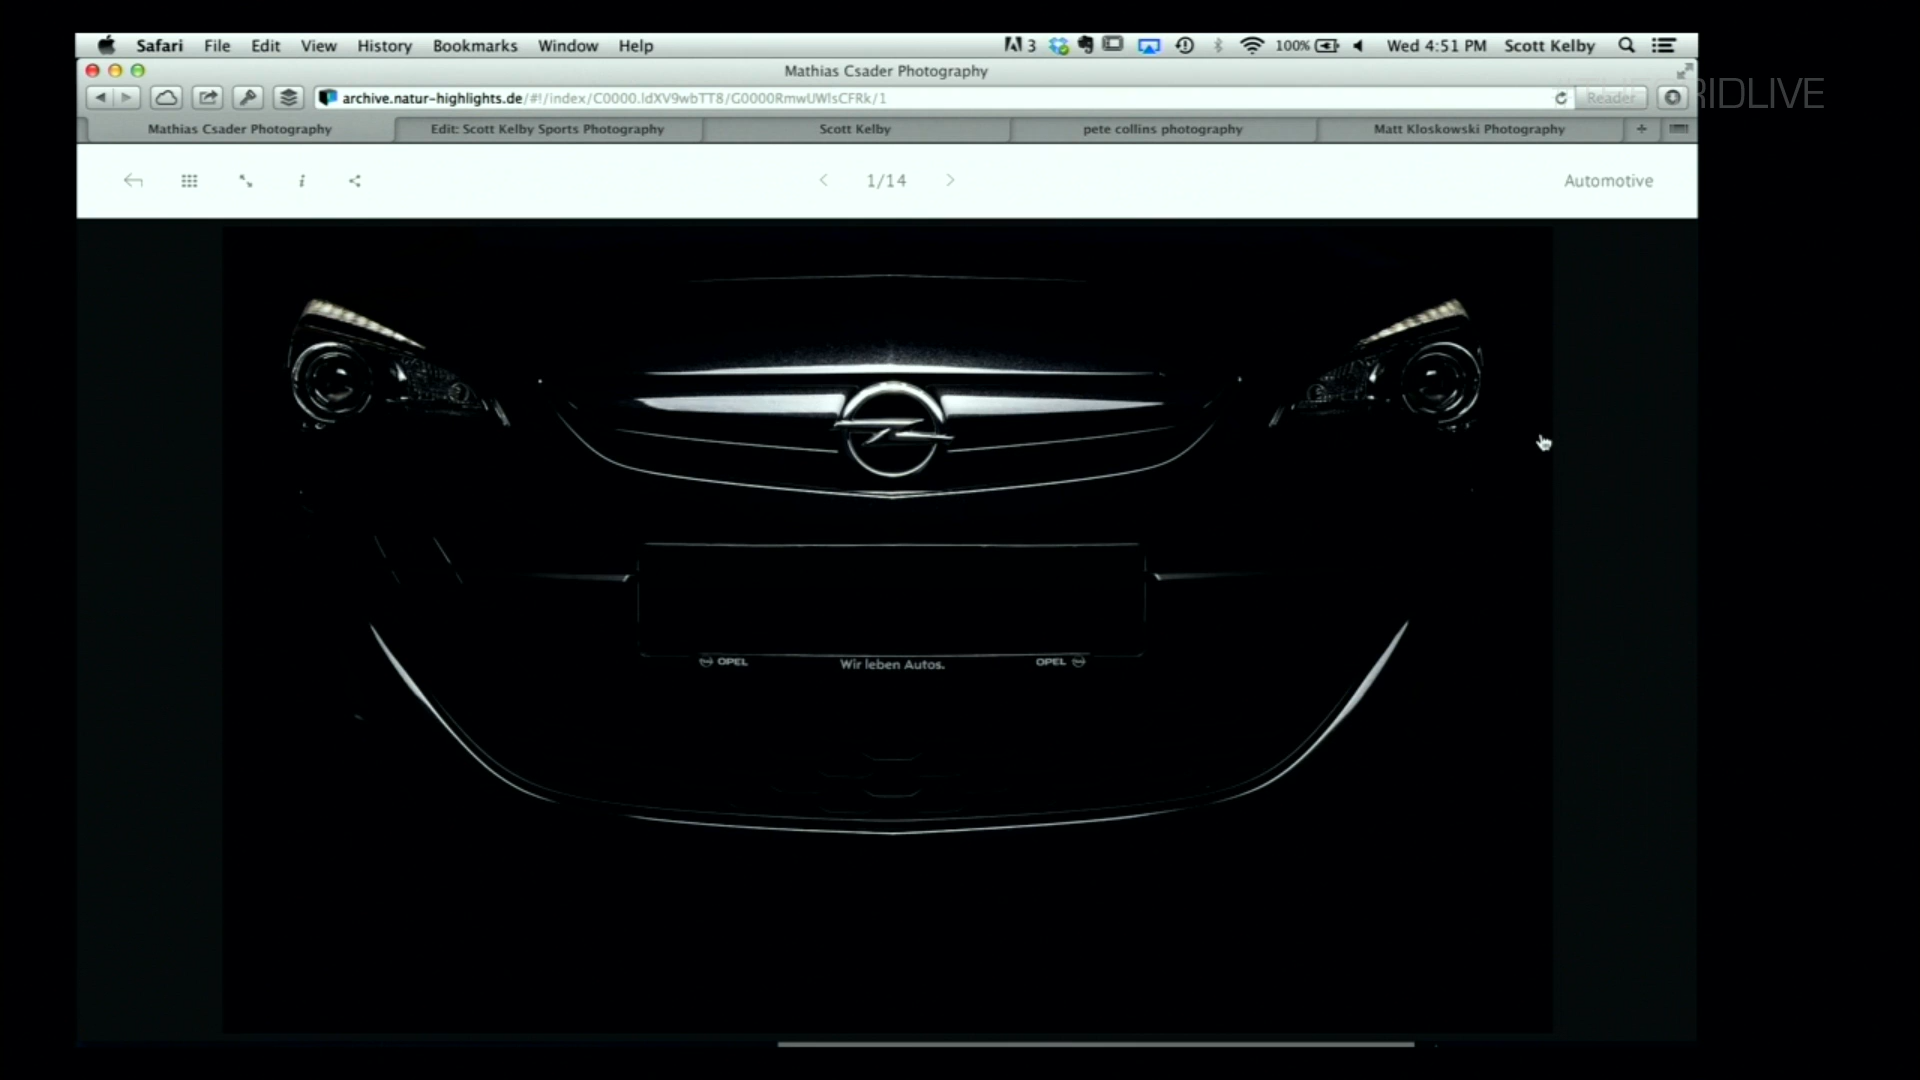 Safari File Edit View History Bookmarks Window Help 3 100% Wed 4:51 PM Scott Kelby
Mathias Csader Photography
archive.natur-highlights.de/#!/index/C0000.ldXV9wbTT8/G0000RmwUWlsCFRk/1 Reader
RIDLIVE
Mathias Csader Photography Edit: Scott Kelby Sports Photography Scott Kelby pete collins photography Matt Kloskowski Photography +
i 1/14 Automotive
OPEL Wir leben Autos. OPEL